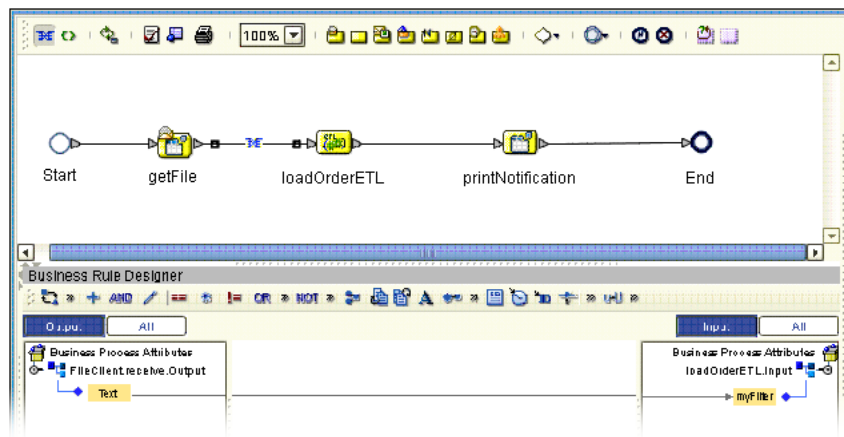 100%
Start
getFile
loadOrderETL
printNotification
End
Business Rule Designer
AND
!=
OR
NOT
A
Output
All
Input
All
Business Process Attributes
FileClient.receive.Output
Text
Business Process Attributes
loadOrderETL.Input
myFilter